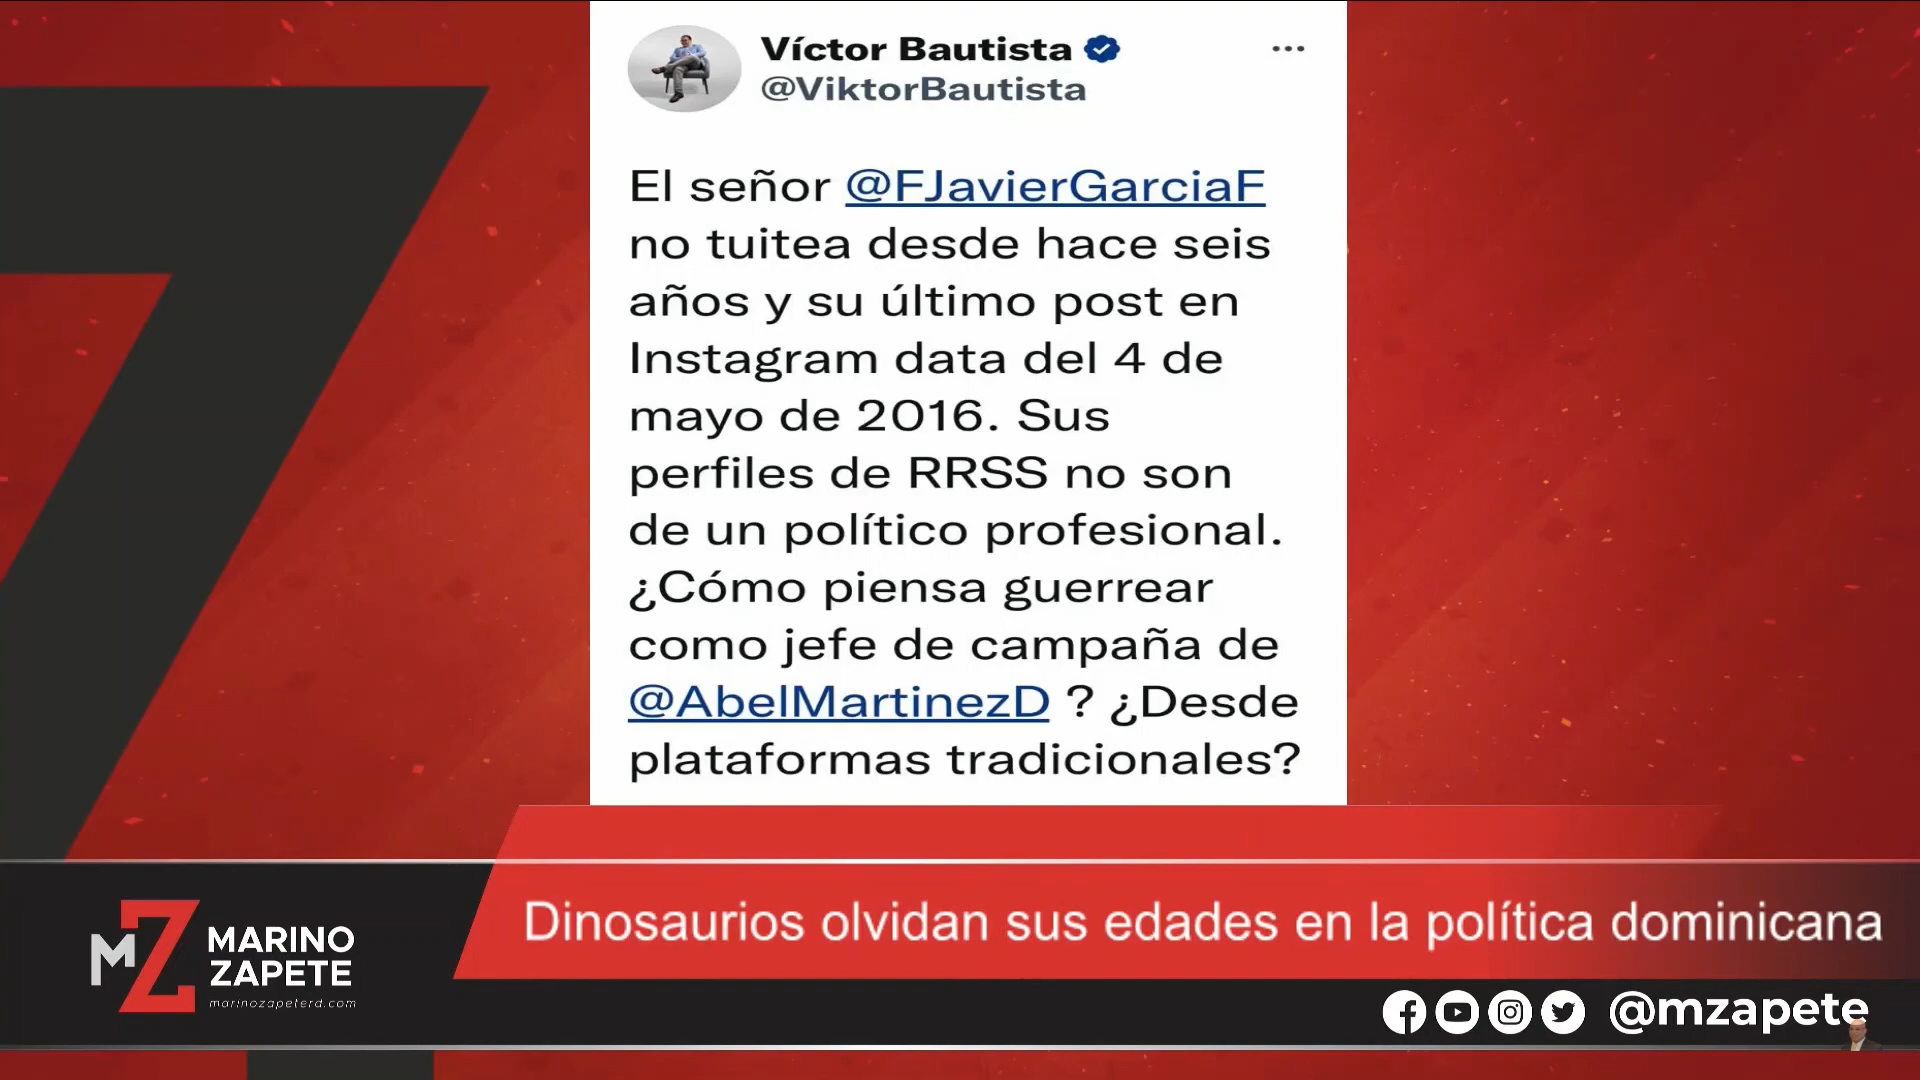 Víctor Bautista
@ViktorBautista
El señor @FJavierGarciaF
no tuitea desde hace seis
años y su último post en
Instagram data del 4 de
mayo de 2016. Sus
perfiles de RRSS no son
de un político profesional.
¿Cómo piensa guerrear
como jefe de campaña de
@AbelMartinezD ? ¿Desde
plataformas tradicionales?
Dinosaurios olvidan sus edades en la política dominicana
MZ
MARINO
ZAPETE
marinozapeterd.com
@mzapete